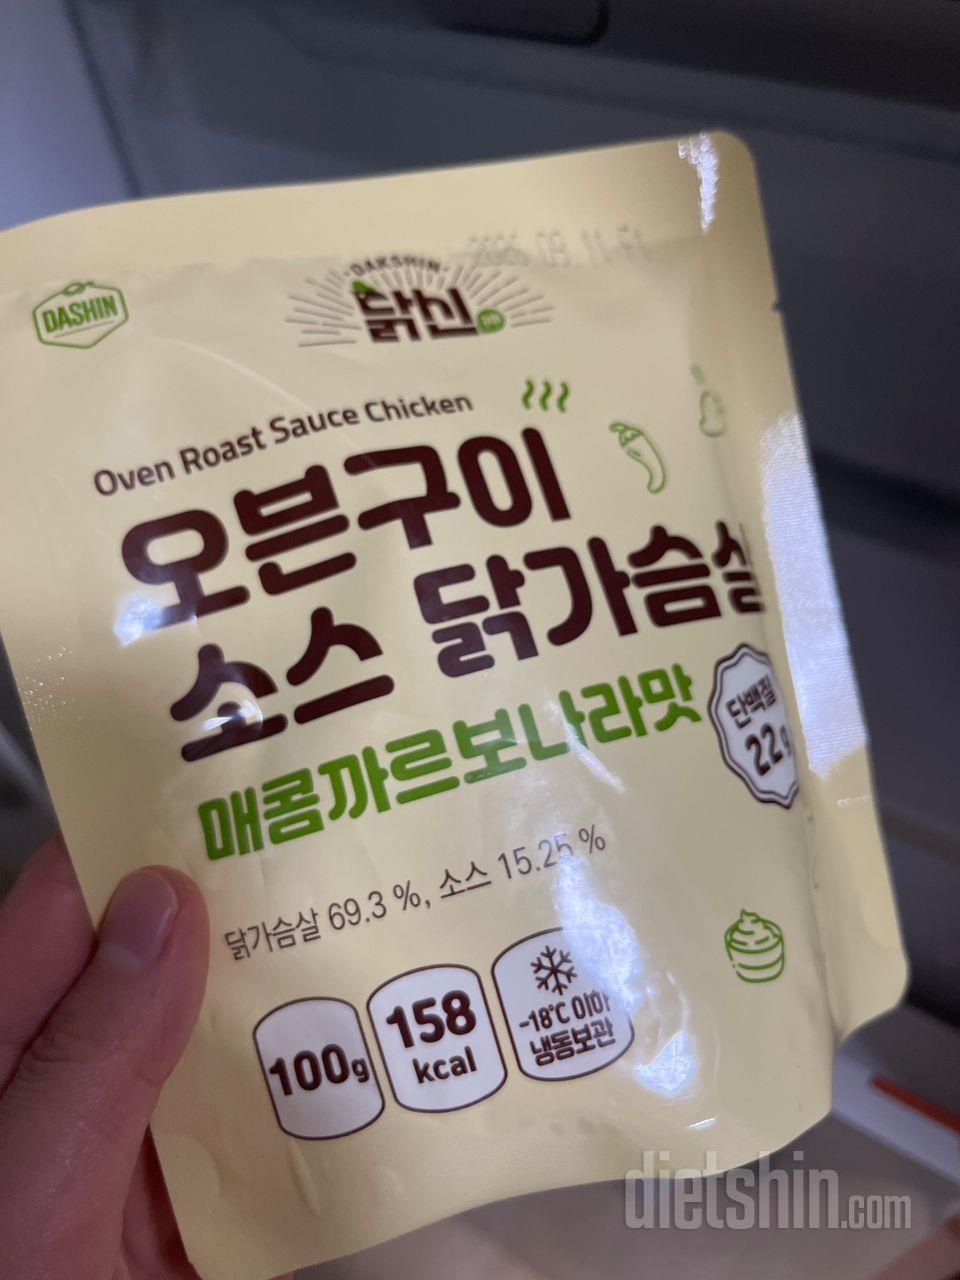 DASHIN
DAKSHIN
닭신
Oven Roast Sauce Chicken
오븐구이
소스 닭가슴살
매콤까르보나라맛
단백질
22g
닭가슴살 69.3 %, 소스 15.25 %
100g
158
kcal
-18℃ 이하
냉동보관
dietshin.com